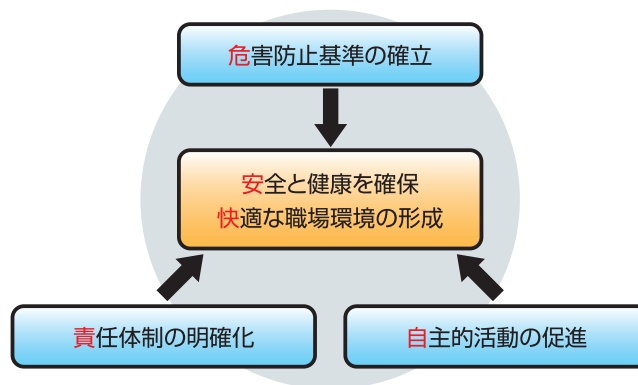 危害防止基準の確立
安全と健康を確保
快適な職場環境の形成
責任体制の明確化
自主的活動の促進